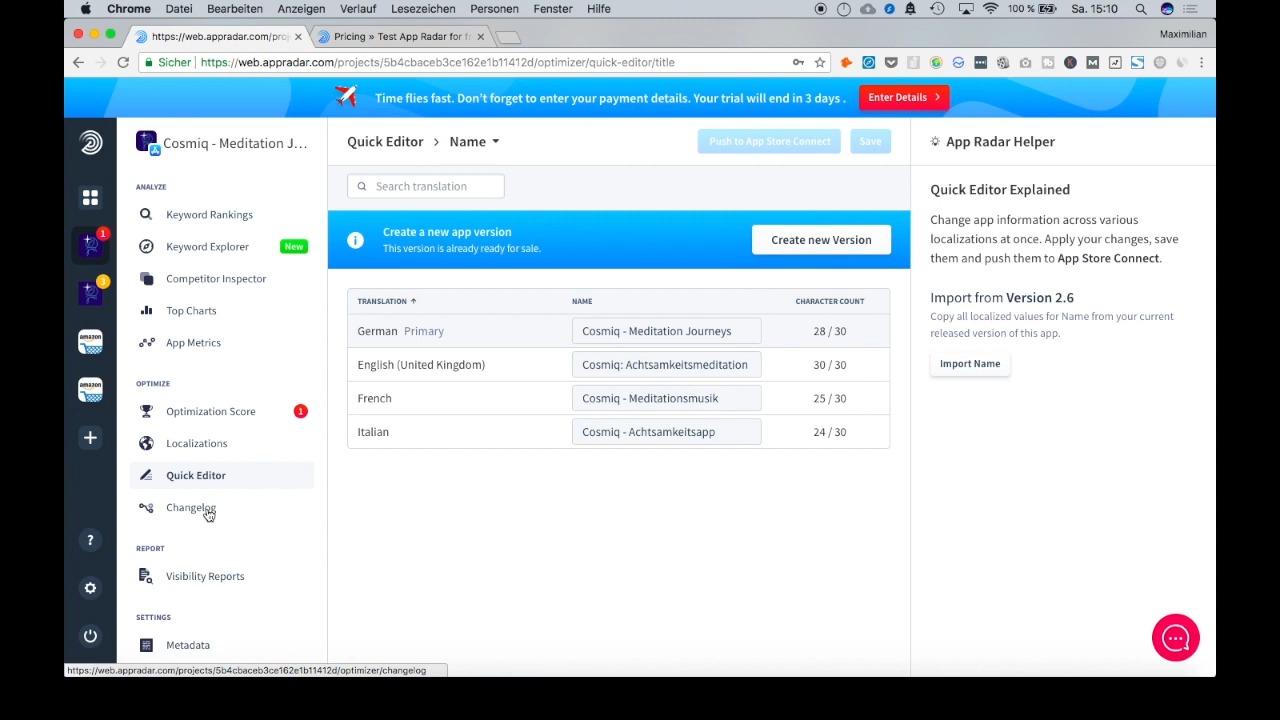 Chrome Datei Bearbeiten Anzeigen Verlauf Lesezeichen Personen Fenster Hilfe 100 % Sa. 15:10
https://web.appradar.com/proj
Pricing » Test App Radar for f
Maximilian
Sicher https://web.appradar.com/projects/5b4cbaceb3ce162e1b11412d/optimizer/quick-editor/title
Time flies fast. Don't forget to enter your payment details. Your trial will end in 3 days .
Enter Details
Cosmiq - Meditation J...
Quick Editor > Name
Push to App Store Connect
Save
App Radar Helper
ANALYZE
Search translation
Quick Editor Explained
Keyword Rankings
Change app information across various
localizations at once. Apply your changes, save
them and push them to App Store Connect.
1
Keyword Explorer New
Create a new app version
This version is already ready for sale.
Create new Version
Competitor Inspector
3
Import from Version 2.6
Copy all localized values for Name from your current
released version of this app.
Import Name
Top Charts
TRANSLATION NAME CHARACTER COUNT
German Primary Cosmiq - Meditation Journeys 28 / 30
amazon
App Metrics
English (United Kingdom) Cosmiq: Achtsamkeitsmeditation 30 / 30
OPTIMIZE
amazon
French Cosmiq - Meditationsmusik 25 / 30
Optimization Score 1
Italian Cosmiq - Achtsamkeitsapp 24 / 30
Localizations
Quick Editor
Changelog
REPORT
Visibility Reports
SETTINGS
Metadata
https://web.appradar.com/projects/5b4cbaceb3ce162e1b11412d/optimizer/changelog